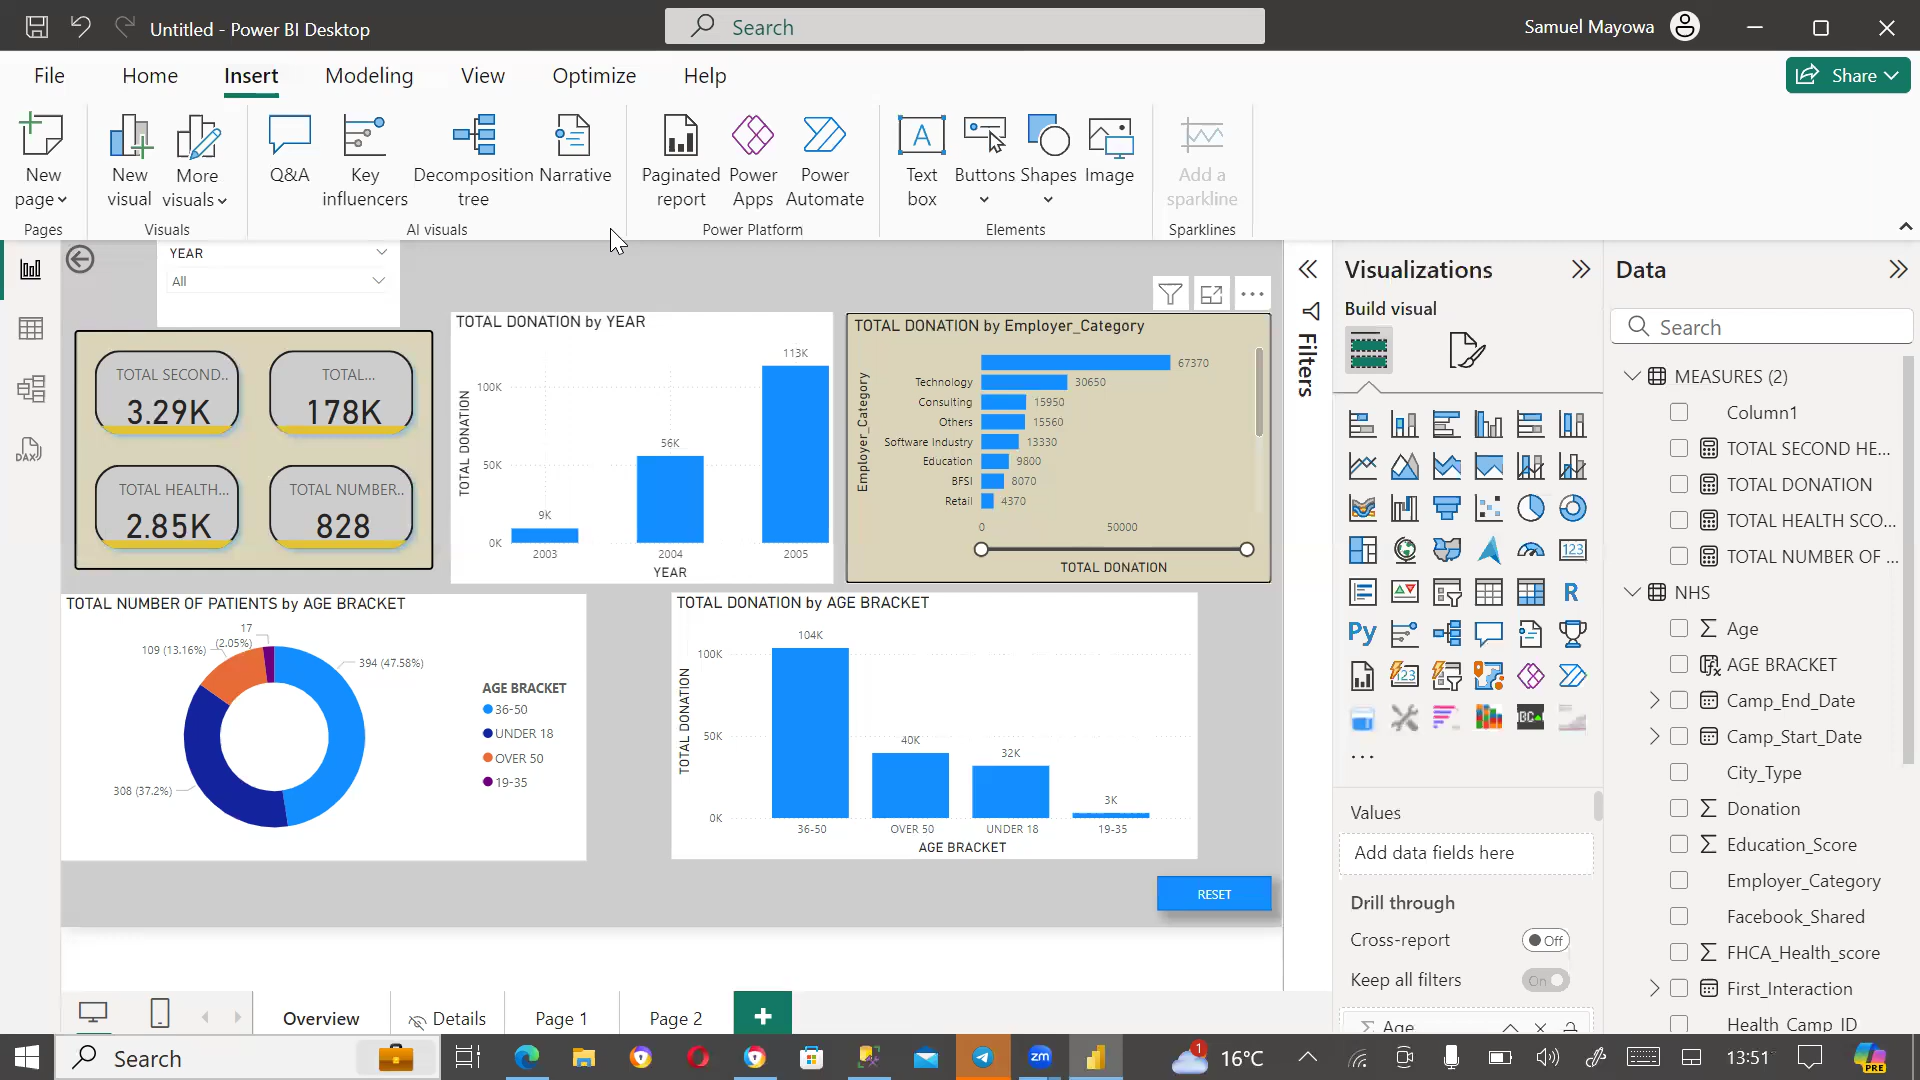 Untitled - Power BI Desktop
Search
Samuel Mayowa
File
Home
Insert
Modeling
View
Optimize
Help
Share
New page
New visual
More visuals
Q&A
Key influencers
Decomposition tree
Narrative
Paginated report
Power Apps
Power Automate
Text box
Buttons
Shapes
Image
Add a sparkline
Pages
Visuals
AI visuals
Power Platform
Elements
Sparklines
YEAR
All
TOTAL SECOND..
3.29K
TOTAL...
178K
TOTAL HEALTH...
2.85K
TOTAL NUMBER..
828
TOTAL DONATION by YEAR
TOTAL DONATION
100K
50K
0K
9K
56K
113K
2003
2004
2005
YEAR
TOTAL DONATION by Employer_Category
Employer_Category
67370
Technology
30650
Consulting
15950
Others
15560
Software Industry
13330
Education
9800
BFSI
8070
Retail
4370
0
50000
TOTAL DONATION
TOTAL NUMBER OF PATIENTS by AGE BRACKET
17
(2.05%)
109 (13.16%)
394 (47.58%)
308 (37.2%)
AGE BRACKET
36-50
UNDER 18
OVER 50
19-35
TOTAL DONATION by AGE BRACKET
TOTAL DONATION
100K
50K
0K
104K
40K
32K
3K
36-50
OVER 50
UNDER 18
19-35
AGE BRACKET
RESET
Filters
Visualizations
Build visual
123
R
Py
123
Values
Add data fields here
Drill through
Cross-report
Off
Keep all filters
On
Age
Data
Search
MEASURES (2)
Column1
TOTAL SECOND HE...
TOTAL DONATION
TOTAL HEALTH SCO...
TOTAL NUMBER OF ...
NHS
Age
AGE BRACKET
Camp_End_Date
Camp_Start_Date
City_Type
Donation
Education_Score
Employer_Category
Facebook_Shared
FHCA_Health_score
First_Interaction
Health Camp ID
DAX
Overview
Details
Page 1
Page 2
Search
zm
1
16°C
13:51
PRE